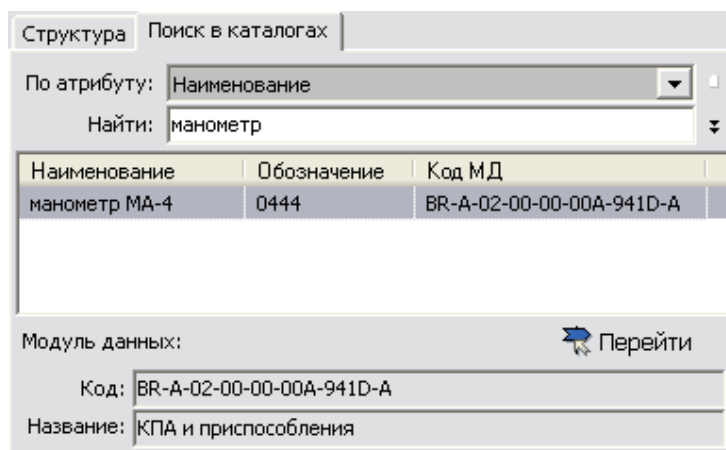 Структура Поиск в каталогах
По атрибуту: Наименование
Найти: манометр
Наименование Обозначение Код МД
манометр МА-4 0444 BR-A-02-00-00-00A-941D-A
Модуль данных: Перейти
Код: BR-A-02-00-00-00A-941D-A
Название: КПА и приспособления